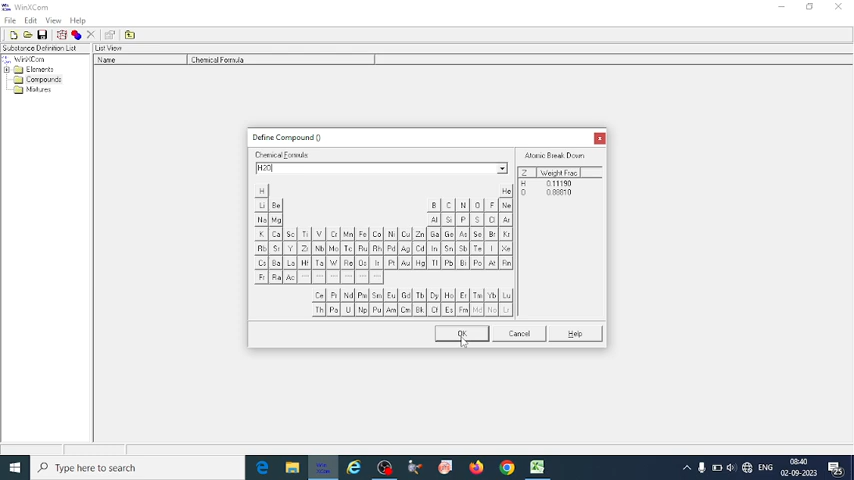 WinXCom
File Edit View Help
Substance Definition List
List View
WinXCom
Name Chemical Formula
Elements
Compounds
Mixtures
Define Compound ()
Chemical Formula
H2O
Atomic Break Down
Z Weight Frac
H 0.11190
O 0.88810
H He
Li Be B C N O F Ne
Na Mg Al Si P S Cl Ar
K Ca Sc Ti V Cr Mn Fe Co Ni Cu Zn Ga Ge As Se Br Kr
Rb Sr Y Zr Nb Mo Tc Ru Rh Pd Ag Cd In Sn Sb Te I Xe
Cs Ba La Hf Ta W Re Os Ir Pt Au Hg Tl Pb Bi Po At Rn
Fr Ra Ac --- --- --- --- --- ---
Ce Pr Nd Pm Sm Eu Gd Tb Dy Ho Er Tm Yb Lu
Th Pa U Np Pu Am Cm Bk Cf Es Fm Md No Lr
OK Cancel Help
Type here to search
Win XCom
ENG
08:40
02-09-2023
25